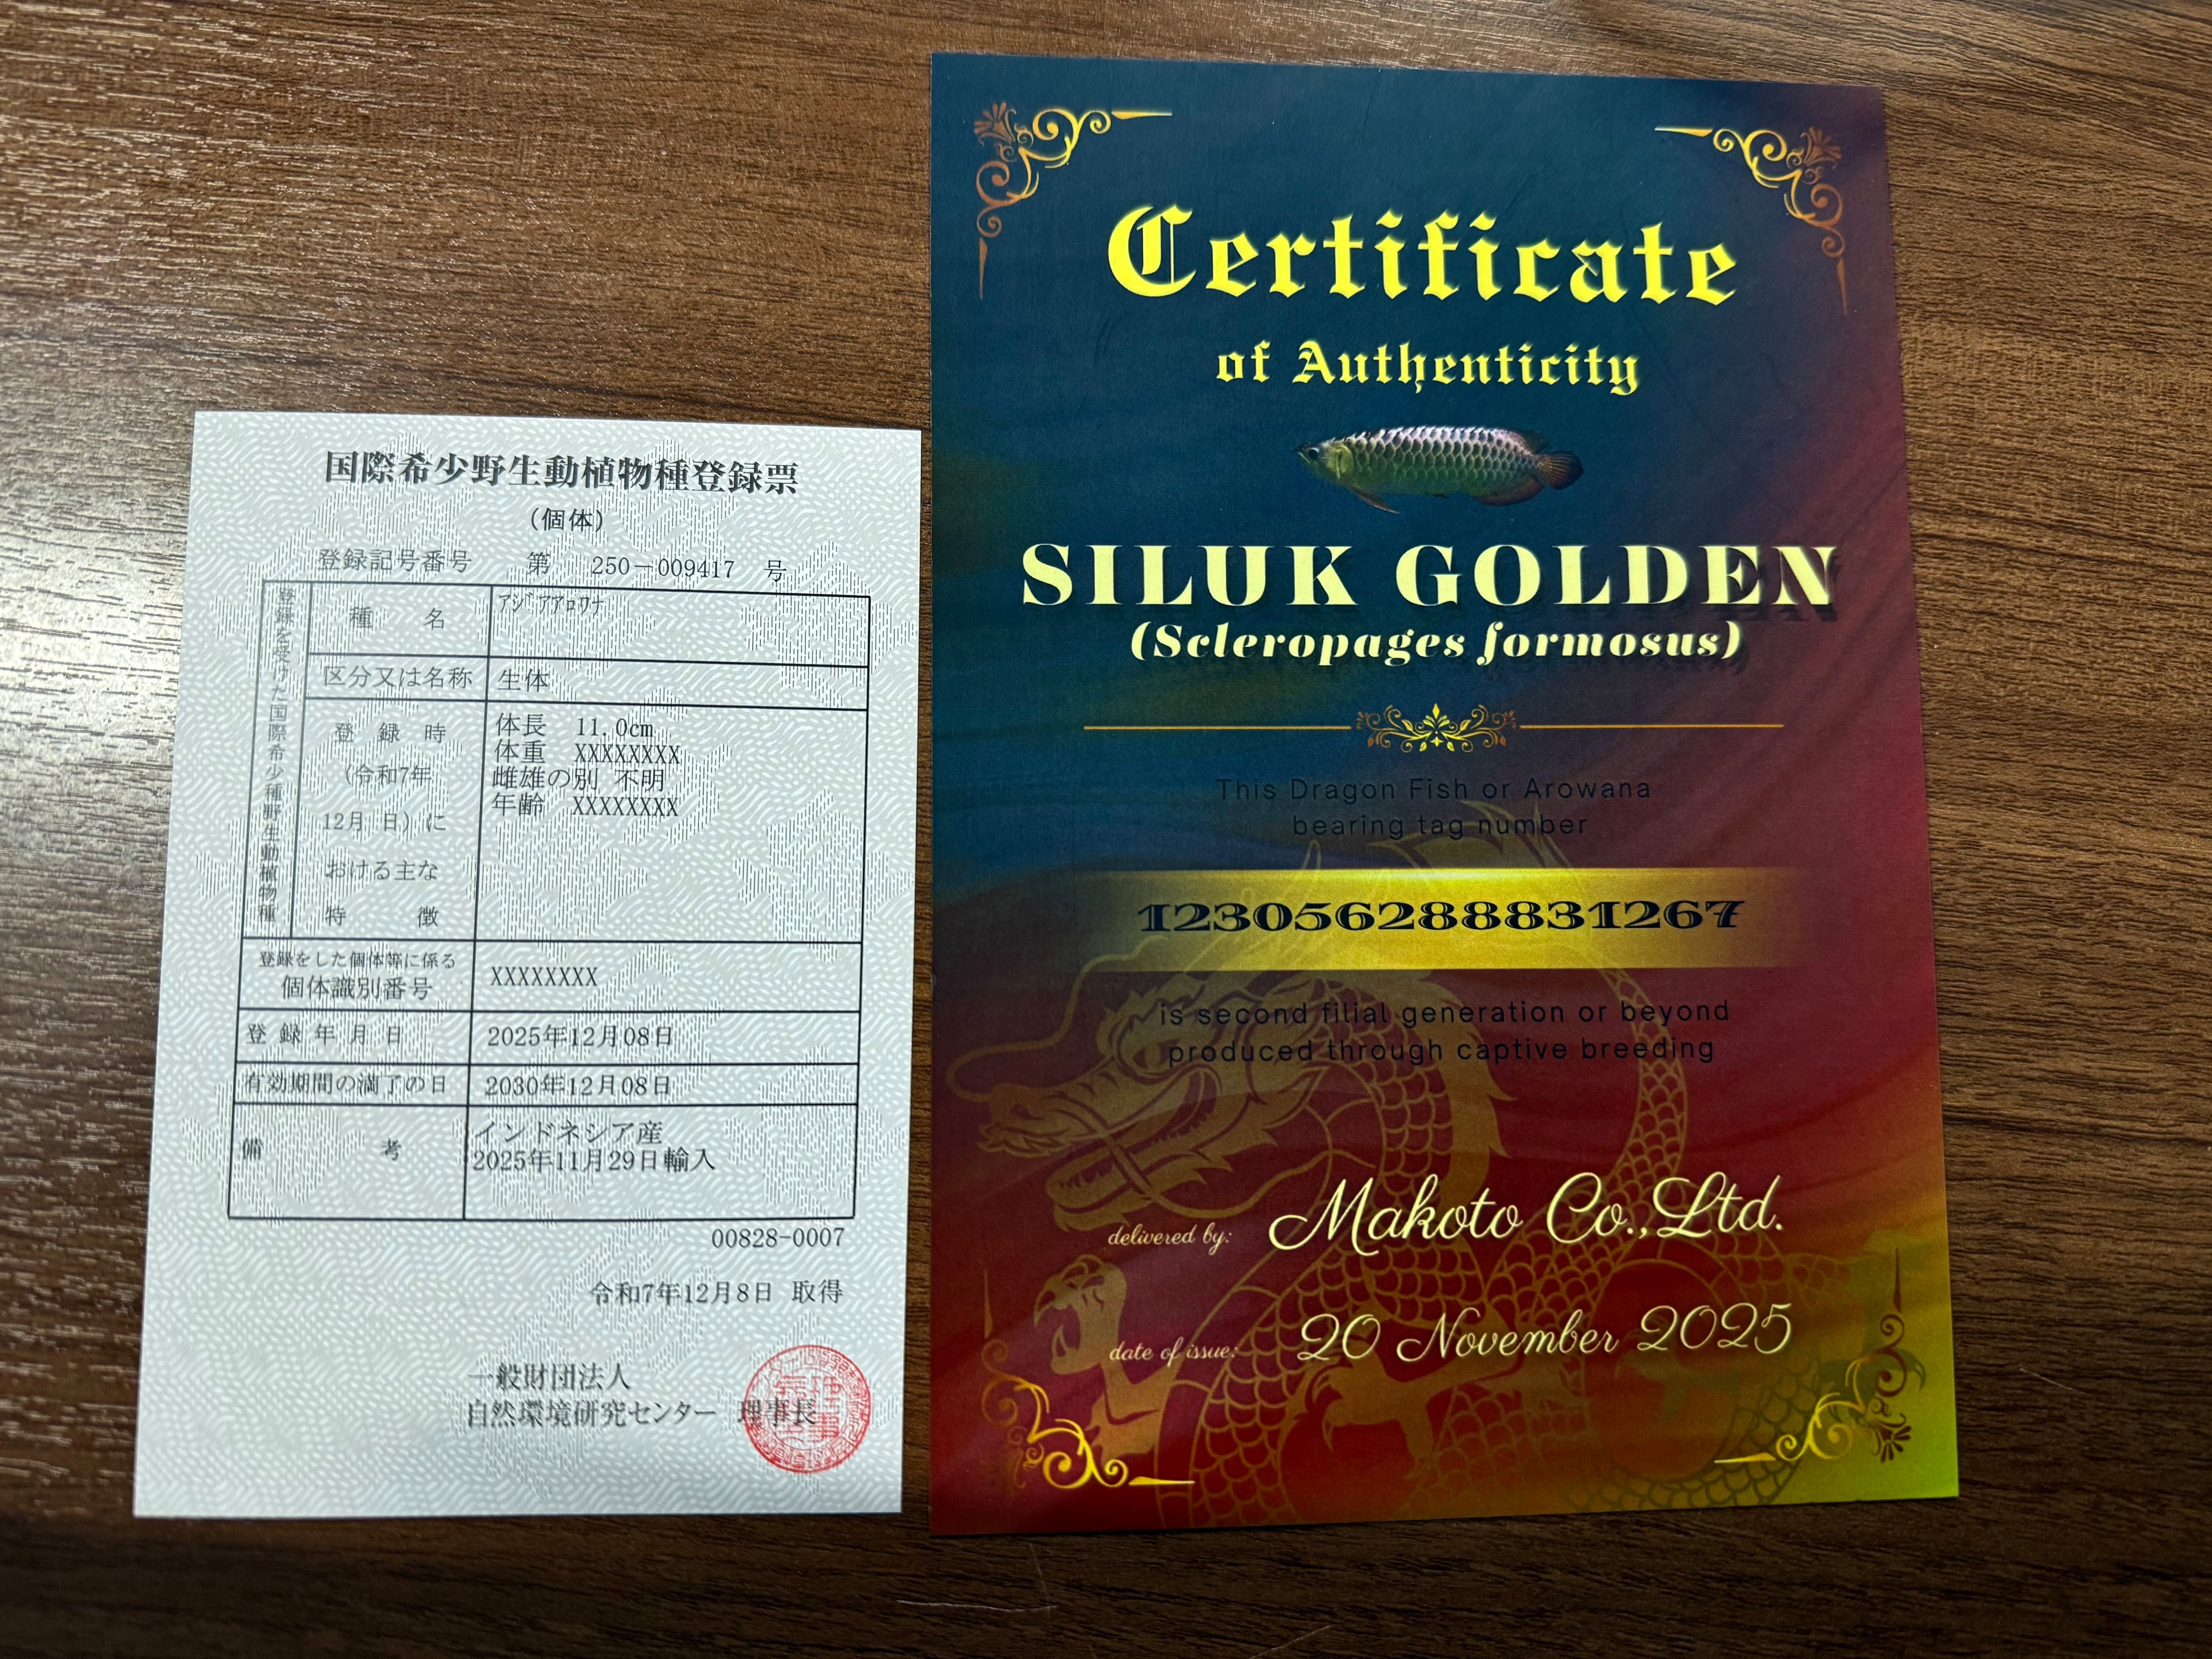 国際希少野生動植物種登録票
（個体）
登録記号番号 第 250－009417 号
登録を受けた国際希少種野生動植物種
種 名 アジアアロワナ
区分又は名称 生体
登 録 時
（令和7年
12月 日）に
おける主な
特 徴
体長 11.0cm
体重 XXXXXXXX
雌雄の別 不明
年齢 XXXXXXXX
登録をした個体等に係る
個体識別番号 XXXXXXXX
登 録 年 月 日 2025年12月08日
有効期間の満了の日 2030年12月08日
備 考
インドネシア産
2025年11月29日輸入
00828-0007
令和7年12月8日 取得
一般財団法人
自然環境研究センター 理事長
Certificate
of Authenticity
SILUK GOLDEN
(Scleropages formosus)
This Dragon Fish or Arowana
bearing tag number
123056288831267
is second filial generation or beyond
produced through captive breeding
delivered by: Makoto Co.,Ltd.
date of issue: 20 November 2025